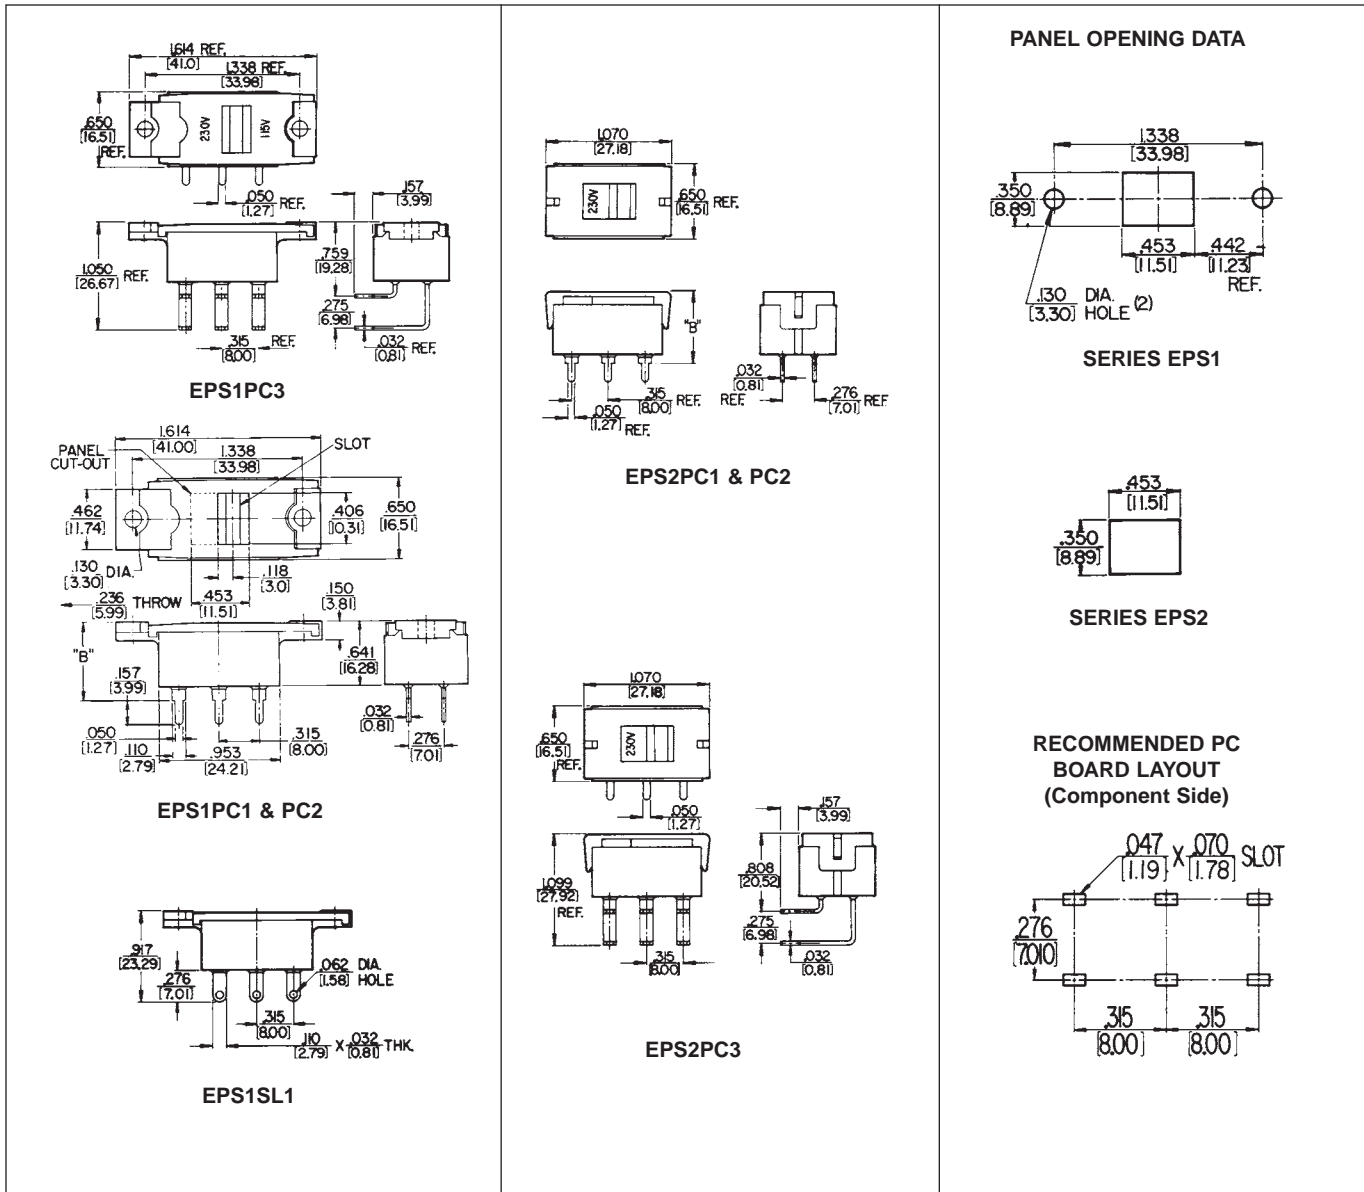 1.614 REF.
[41.0]
1.338 REF.
[33.98]
.650
[16.51]
REF.
230V
115V
.050 REF.
[1.27]
.157
[3.99]
1.050 REF.
[26.67]
.759
[19.28]
.275
[6.98]
.315 REF.
[8.00]
.032 REF.
[0.81]
EPS1PC3
1.614
[41.00]
PANEL
CUT-OUT
1.338
[33.98]
SLOT
.462
[11.74]
.406
[10.31]
.650
[16.51]
.130 DIA.
[3.30]
.118
[3.0]
.236 THROW
[5.99]
.453
[11.51]
.150
[3.81]
"B"
.157
[3.99]
.641
[16.28]
.050
[1.27]
.110
[2.79]
.953
[24.21]
.315
[8.00]
.032
[0.81]
.276
[7.01]
EPS1PC1 & PC2
.917
[23.29]
.276
[7.01]
.062 DIA.
[1.58] HOLE
.315
[8.00]
.110 X .032 THK.
[2.79] [0.81]
EPS1SL1
1.070
[27.18]
230V
.650 REF.
[16.51]
"B"
.032
[0.81]
REF.
.315
[8.00] REF.
.050
[1.27] REF.
.276 REF.
[7.01]
EPS2PC1 & PC2
1.070
[27.18]
.650
[16.51]
REF.
230V
.050
[1.27]
.157
[3.99]
1.099
[27.92]
REF.
.808
[20.52]
.275
[6.98]
.315
[8.00]
.032
[0.81]
EPS2PC3
PANEL OPENING DATA
1.338
[33.98]
.350
[8.89]
.453
[11.51]
.442
[11.23]
REF.
.130 DIA. (2)
[3.30] HOLE
SERIES EPS1
.453
[11.51]
.350
[8.89]
SERIES EPS2
RECOMMENDED PC
BOARD LAYOUT
(Component Side)
.047 X .070 SLOT
[1.19] [1.78]
.276
[7.010]
.315 .315
[8.00] [8.00]